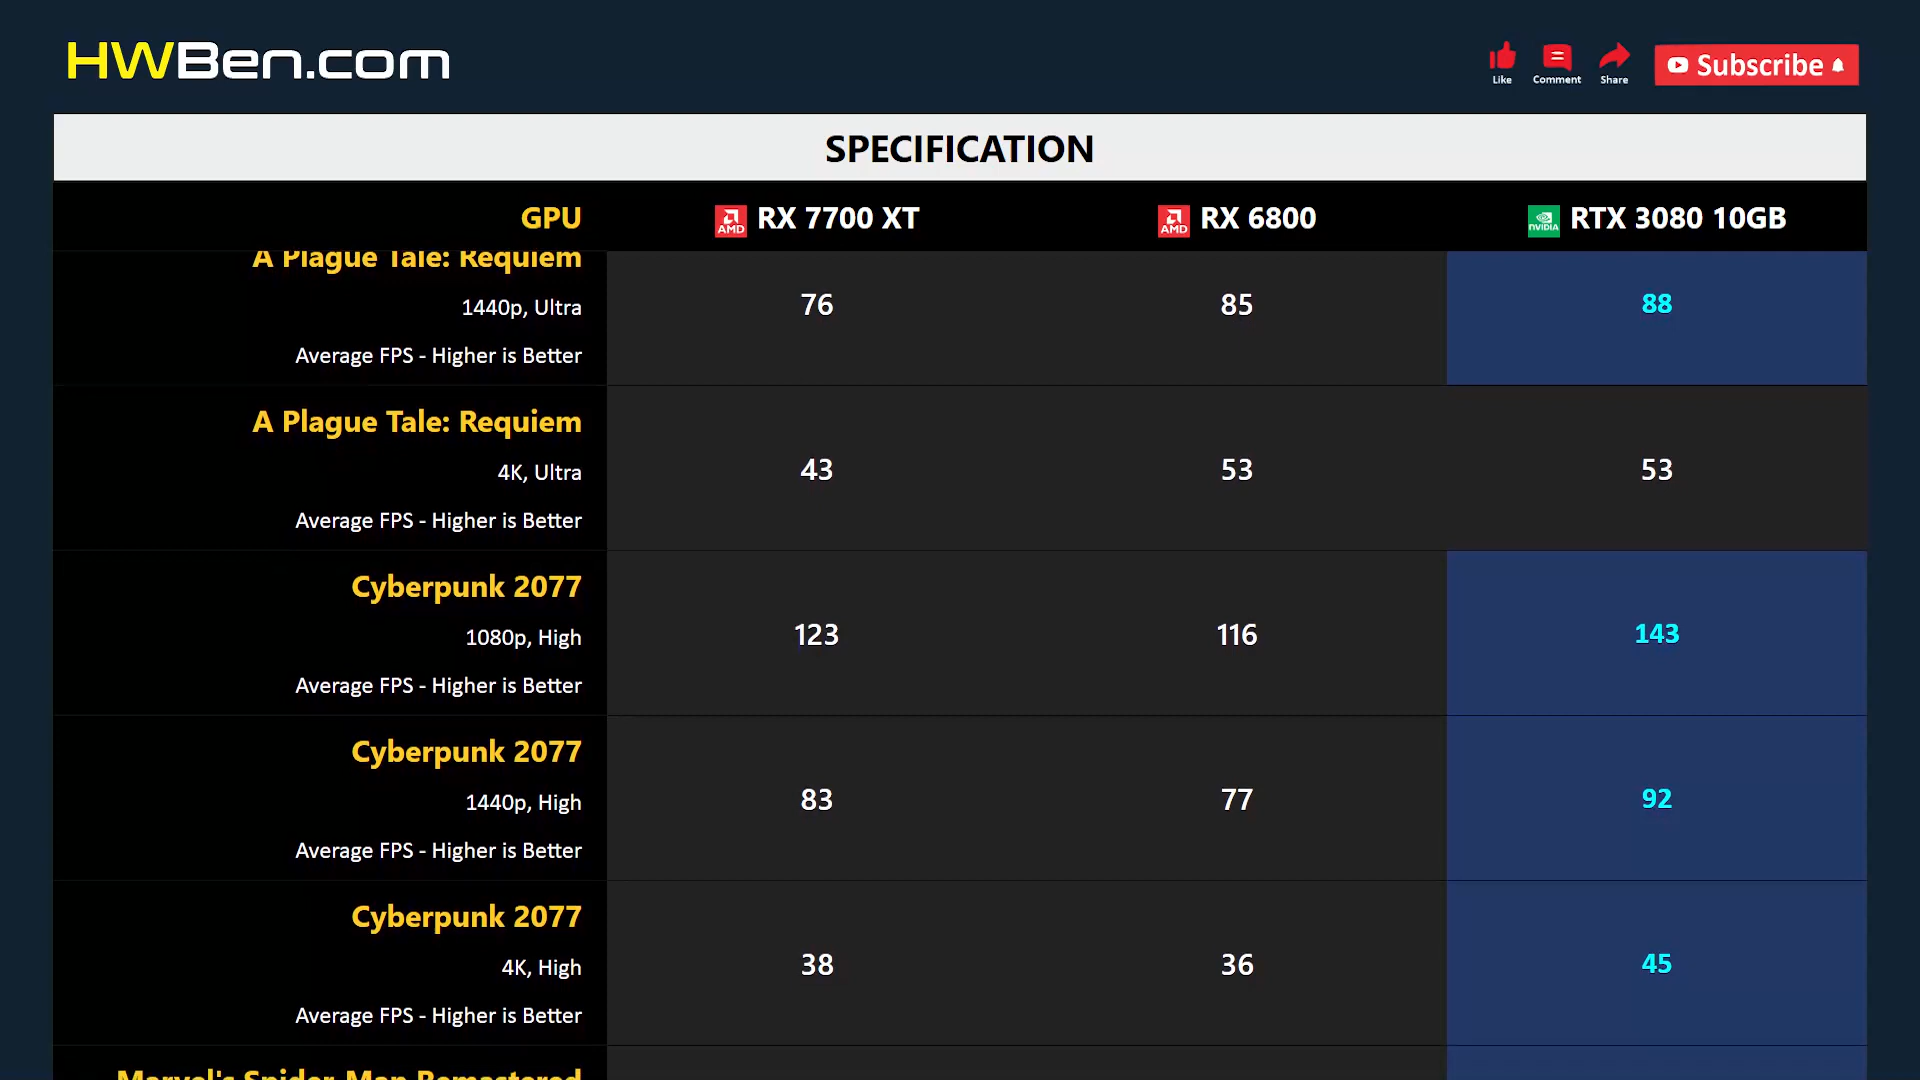 HWBen.com
Like
Comment
Share
Subscribe
SPECIFICATION
GPU
AMD RX 7700 XT
AMD RX 6800
NVIDIA RTX 3080 10GB
A Plague Tale: Requiem
1440p, Ultra
Average FPS - Higher is Better
76
85
88
A Plague Tale: Requiem
4K, Ultra
Average FPS - Higher is Better
43
53
53
Cyberpunk 2077
1080p, High
Average FPS - Higher is Better
123
116
143
Cyberpunk 2077
1440p, High
Average FPS - Higher is Better
83
77
92
Cyberpunk 2077
4K, High
Average FPS - Higher is Better
38
36
45
Marvel's Spider-Man Remastered